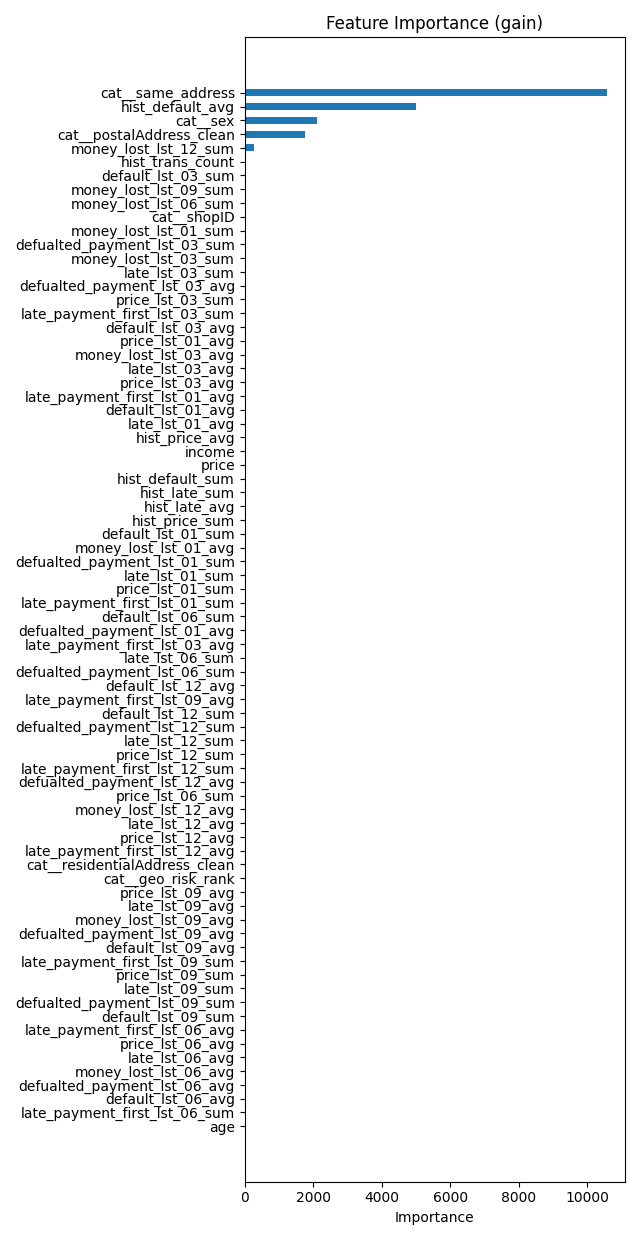 Feature Importance (gain)
cat__same_address
hist_default_avg
cat__sex
cat__postalAddress_clean
money_lost_lst_12_sum
hist_trans_count
default_lst_03_sum
money_lost_lst_09_sum
money_lost_lst_06_sum
cat__shopID
money_lost_lst_01_sum
defualted_payment_lst_03_sum
money_lost_lst_03_sum
late_lst_03_sum
defualted_payment_lst_03_avg
price_lst_03_sum
late_payment_first_lst_03_sum
default_lst_03_avg
price_lst_01_avg
money_lost_lst_03_avg
late_lst_03_avg
price_lst_03_avg
late_payment_first_lst_01_avg
default_lst_01_avg
late_lst_01_avg
hist_price_avg
income
price
hist_default_sum
hist_late_sum
hist_late_avg
hist_price_sum
default_lst_01_sum
money_lost_lst_01_avg
defualted_payment_lst_01_sum
late_lst_01_sum
price_lst_01_sum
late_payment_first_lst_01_sum
default_lst_06_sum
defualted_payment_lst_01_avg
late_payment_first_lst_03_avg
late_lst_06_sum
defualted_payment_lst_06_sum
default_lst_12_avg
late_payment_first_lst_09_avg
default_lst_12_sum
defualted_payment_lst_12_sum
late_lst_12_sum
price_lst_12_sum
late_payment_first_lst_12_sum
defualted_payment_lst_12_avg
price_lst_06_sum
money_lost_lst_12_avg
late_lst_12_avg
price_lst_12_avg
late_payment_first_lst_12_avg
cat__residentialAddress_clean
cat__geo_risk_rank
price_lst_09_avg
late_lst_09_avg
money_lost_lst_09_avg
defualted_payment_lst_09_avg
default_lst_09_avg
late_payment_first_lst_09_sum
price_lst_09_sum
late_lst_09_sum
defualted_payment_lst_09_sum
default_lst_09_sum
late_payment_first_lst_06_avg
price_lst_06_avg
late_lst_06_avg
money_lost_lst_06_avg
defualted_payment_lst_06_avg
default_lst_06_avg
late_payment_first_lst_06_sum
age
0 2000 4000 6000 8000 10000
Importance